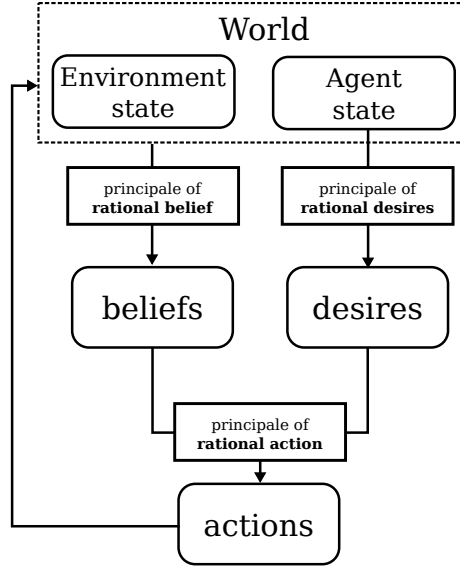 World
Environment
state
Agent
state
principale of
rational belief
principale of
rational desires
beliefs
desires
principale of
rational action
actions